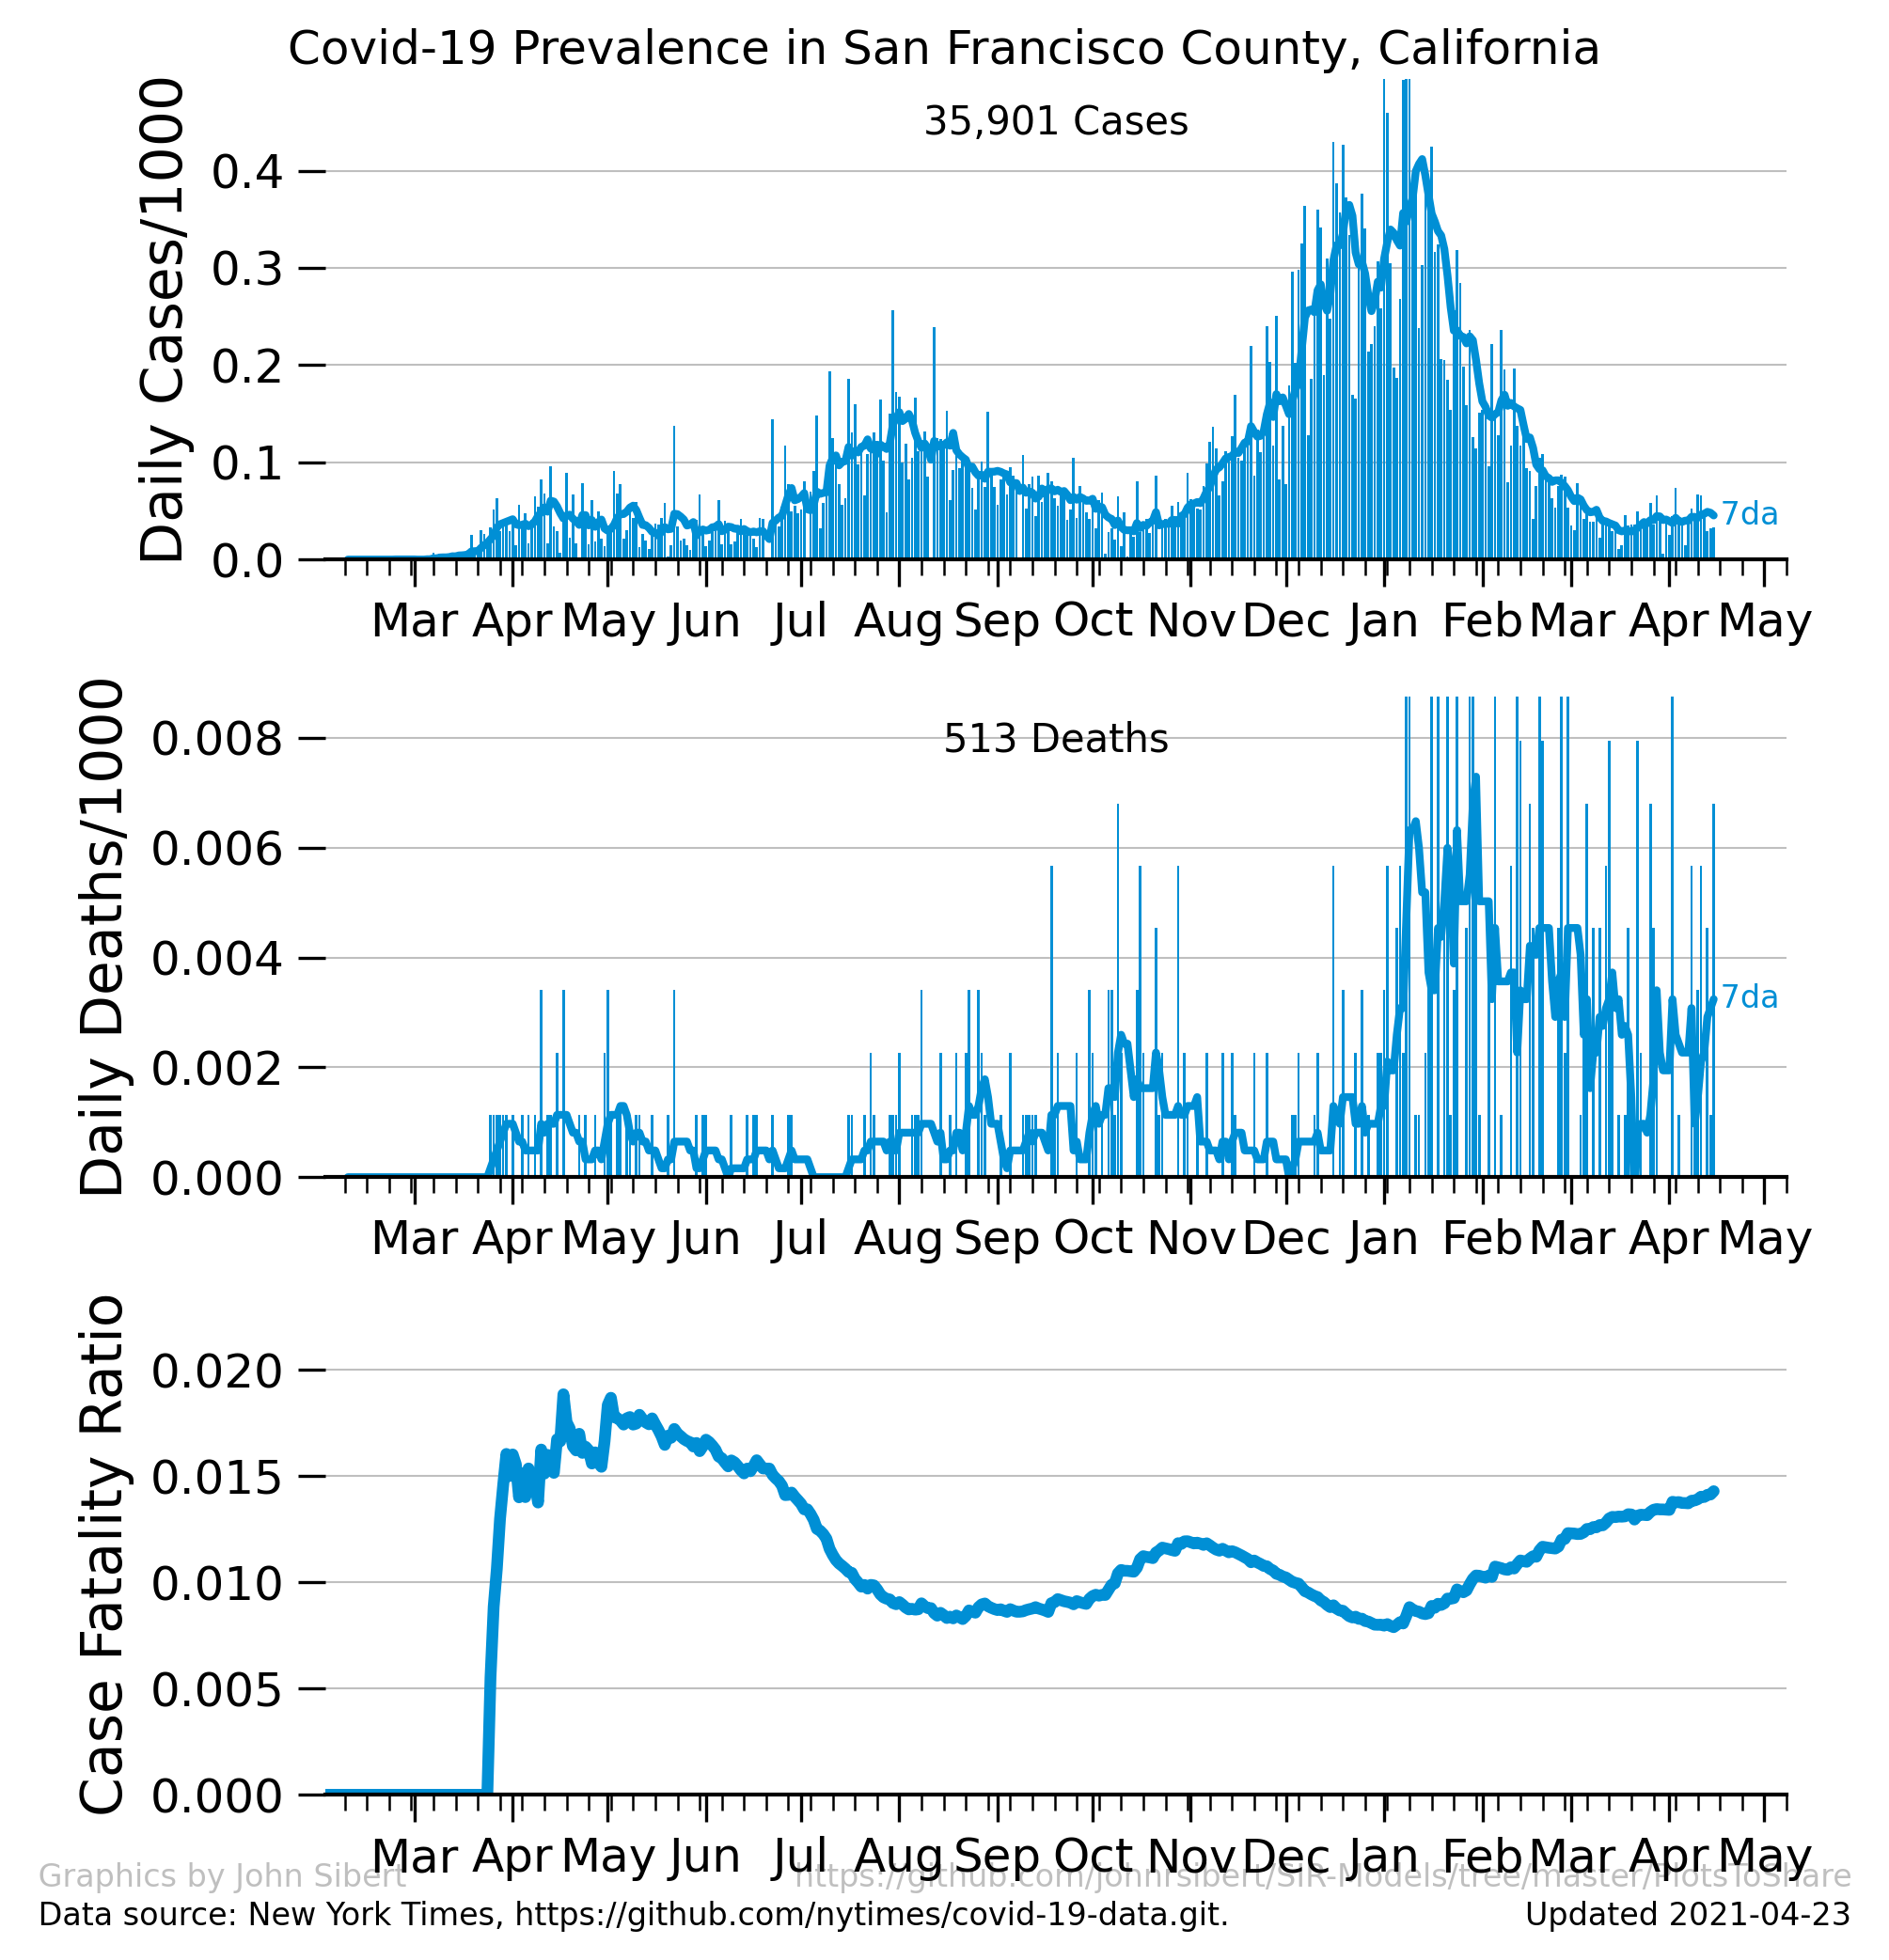 Covid-19 Prevalence in San Francisco County, California
35,901 Cases
Daily Cases/1000
0.4
0.3
0.2
0.1
0.0
7da
Mar Apr May Jun Jul Aug Sep Oct Nov Dec Jan Feb Mar Apr May
513 Deaths
Daily Deaths/1000
0.008
0.006
0.004
0.002
0.000
7da
Mar Apr May Jun Jul Aug Sep Oct Nov Dec Jan Feb Mar Apr May
Case Fatality Ratio
0.020
0.015
0.010
0.005
0.000
Mar Apr May Jun Jul Aug Sep Oct Nov Dec Jan Feb Mar Apr May
Graphics by John Sibert https://github.com/johnrsibert/SIR-Models/tree/master/PlotsToShare
Data source: New York Times, https://github.com/nytimes/covid-19-data.git. Updated 2021-04-23